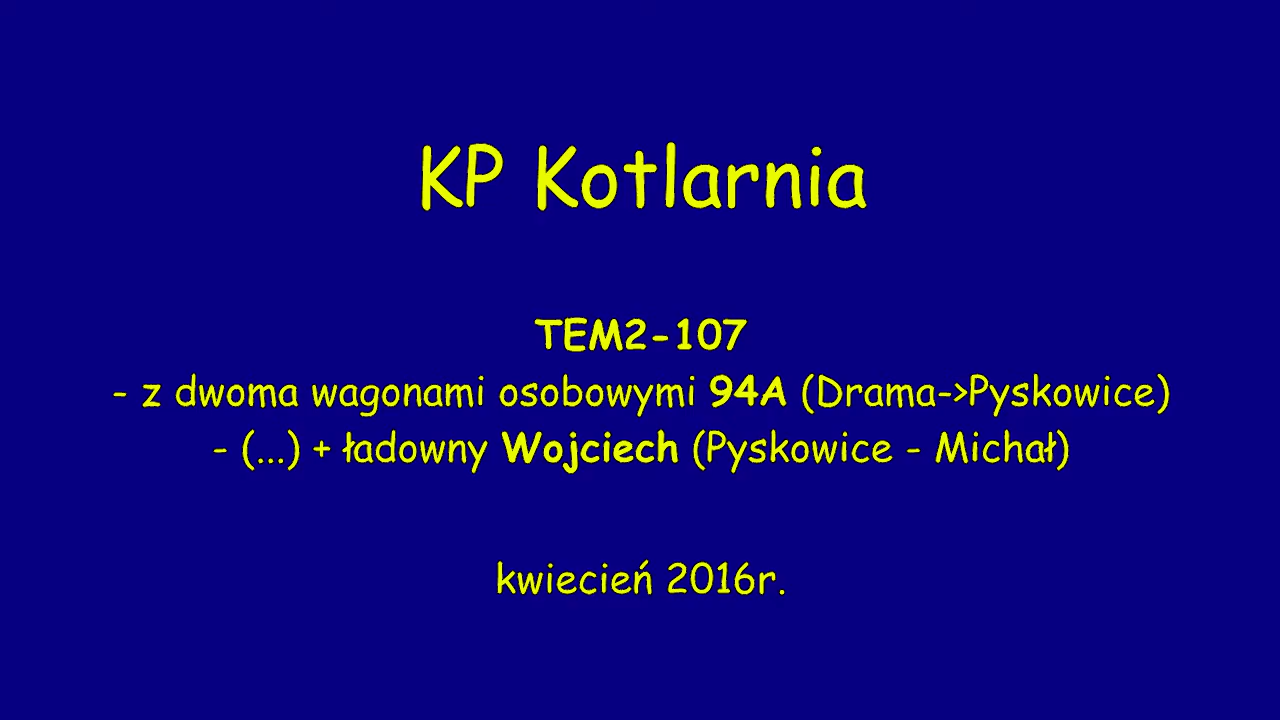 KP Kotlarnia
TEM2-107
- z dwoma wagonami osobowymi 94A (Drama->Pyskowice)
- (...) + ładowny Wojciech (Pyskowice - Michał)
kwiecień 2016r.